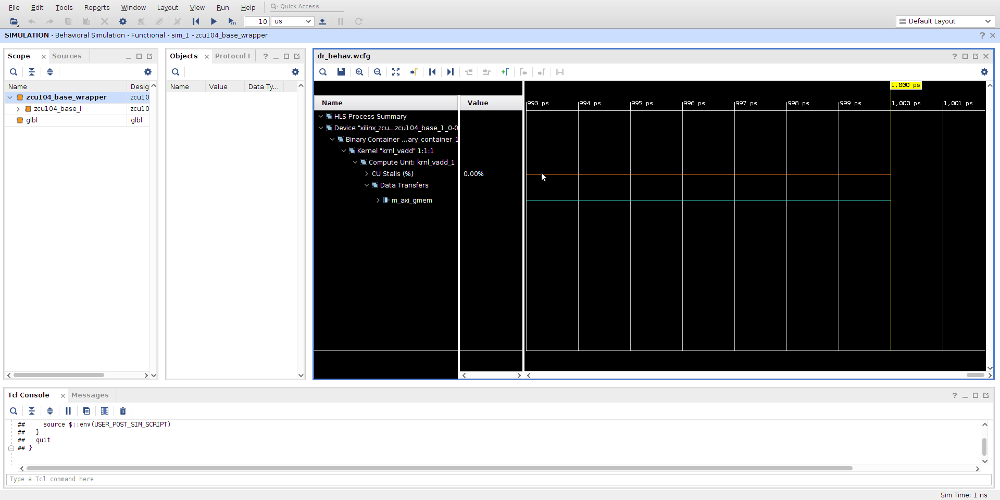 File Edit Tools Reports Window Layout View Run Help Quick Access
10 us Default Layout
SIMULATION - Behavioral Simulation - Functional - sim_1 - zcu104_base_wrapper
Scope Sources
Name Desig
zcu104_base_wrapper zcu10
zcu104_base_i zcu10
glbl glbl
Objects Protocol I
Name Value Data Ty...
dr_behav.wcfg
1,000 ps
Name Value 993 ps 994 ps 995 ps 996 ps 997 ps 998 ps 999 ps 1,000 ps 1,001 ps
HLS Process Summary
Device "xilinx_zcu...zcu104_base_1_0-0
Binary Container ...ary_container_1
Kernel "krnl_vadd" 1:1:1
Compute Unit: krnl_vadd_1
CU Stalls (%) 0.00%
Data Transfers
m_axi_gmem
Tcl Console Messages
## source $::env(USER_POST_SIM_SCRIPT)
## }
## quit
## }
Type a Tcl command here
Sim Time: 1 ns